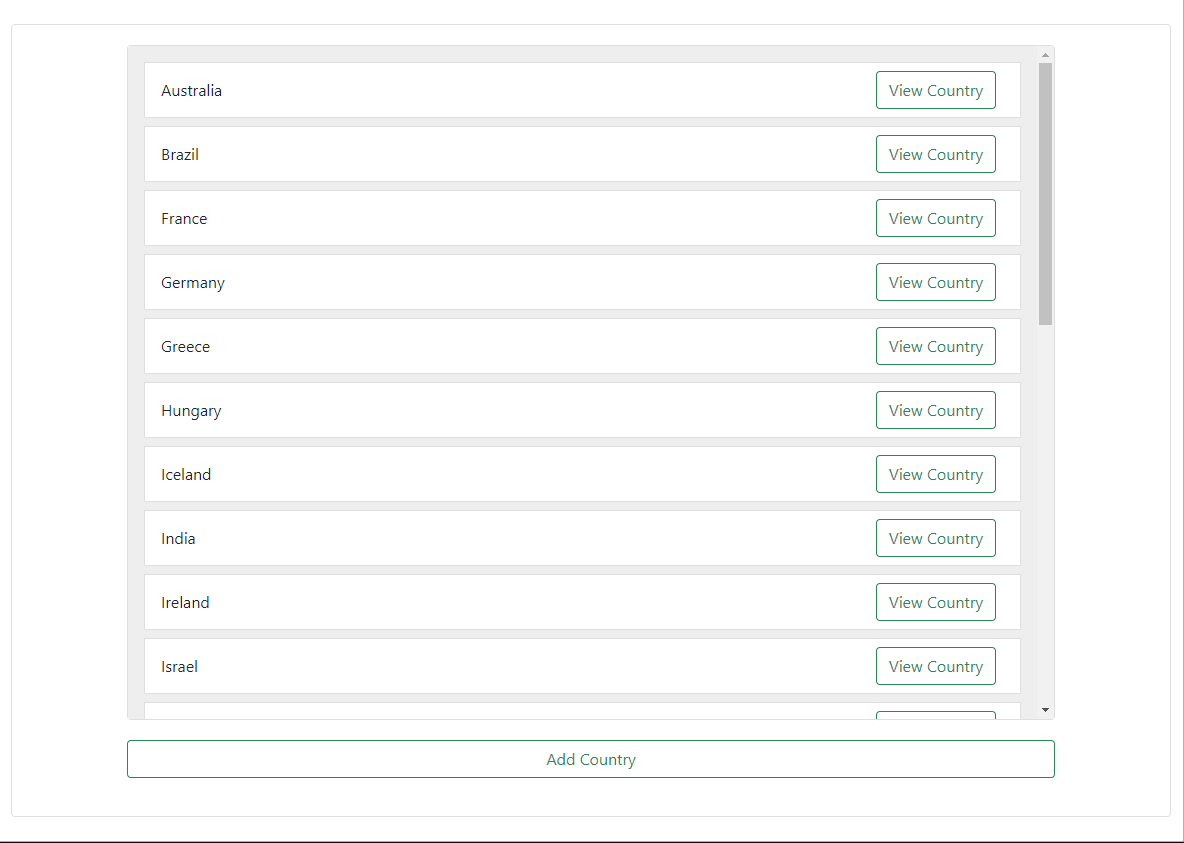 Australia View Country
Brazil View Country
France View Country
Germany View Country
Greece View Country
Hungary View Country
Iceland View Country
India View Country
Ireland View Country
Israel View Country
Add Country